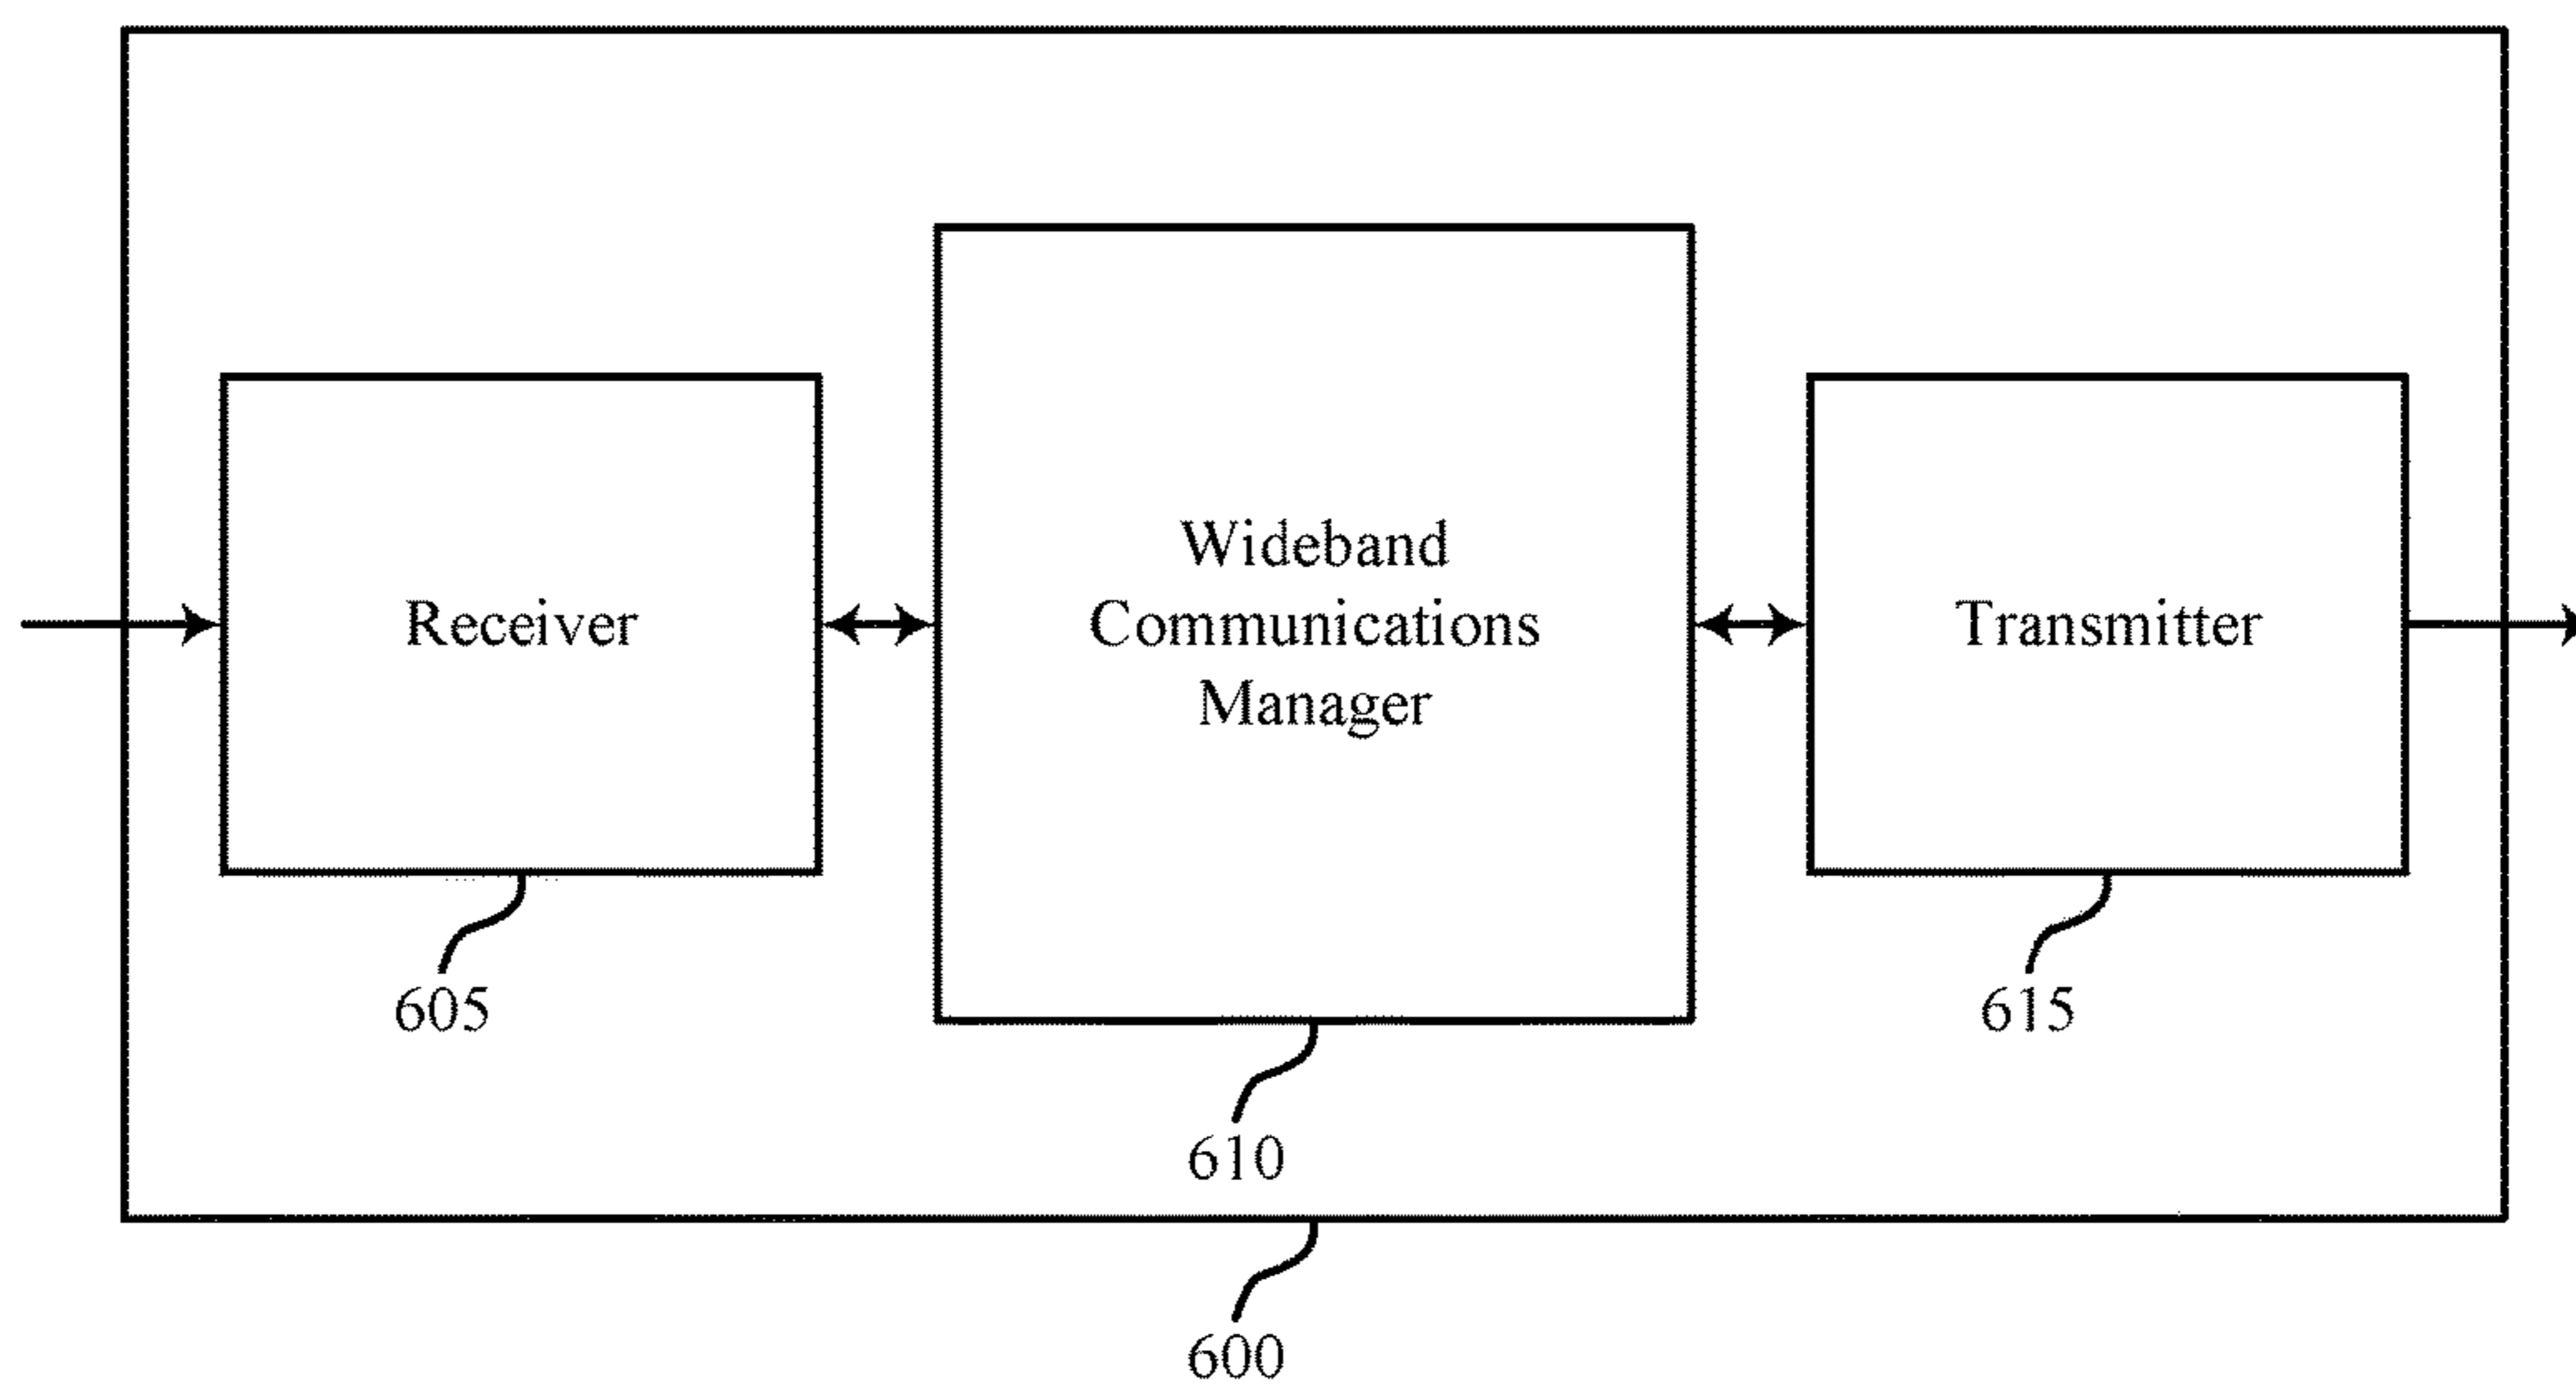 Receiver
Wideband
Communications
Manager
Transmitter
605
610
615
600